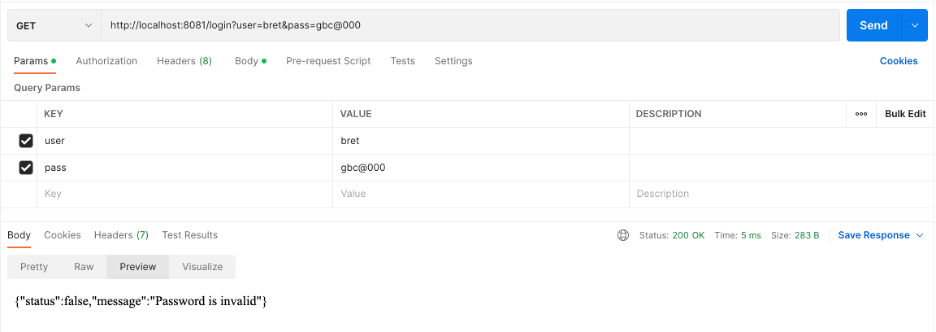 GET http://localhost:8081/login?user=bret&pass=gbc@000 Send
Params Authorization Headers (8) Body Pre-request Script Tests Settings Cookies
Query Params
KEY VALUE DESCRIPTION ooo Bulk Edit
user bret
pass gbc@000
Key Value Description
Body Cookies Headers (7) Test Results Status: 200 OK Time: 5 ms Size: 283 B Save Response
Pretty Raw Preview Visualize
{"status":false,"message":"Password is invalid"}